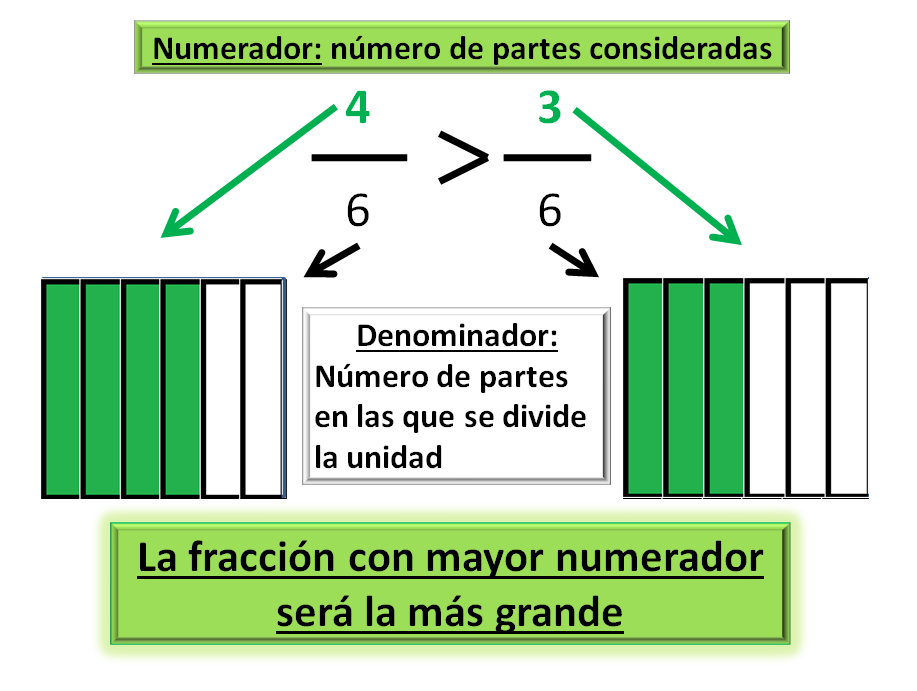 Numerador: número de partes consideradas
4 > 3
6 6
Denominador:
Número de partes
en las que se divide
la unidad
La fracción con mayor numerador
será la más grande